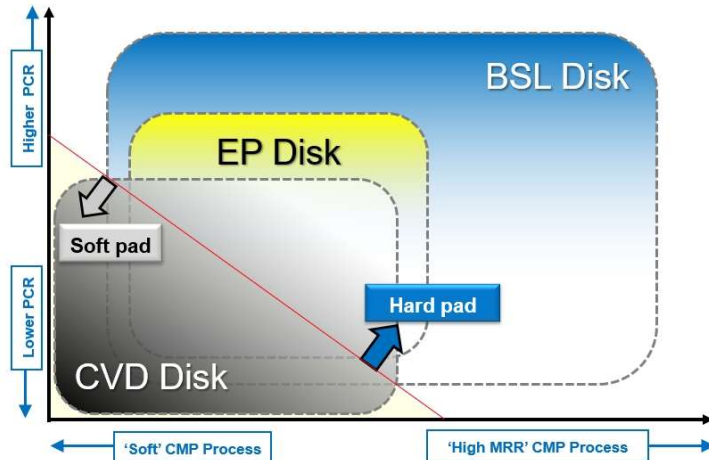 Higher PCR
BSL Disk
EP Disk
Soft pad
Hard pad
Lower PCR
CVD Disk
'Soft' CMP Process
'High MRR' CMP Process